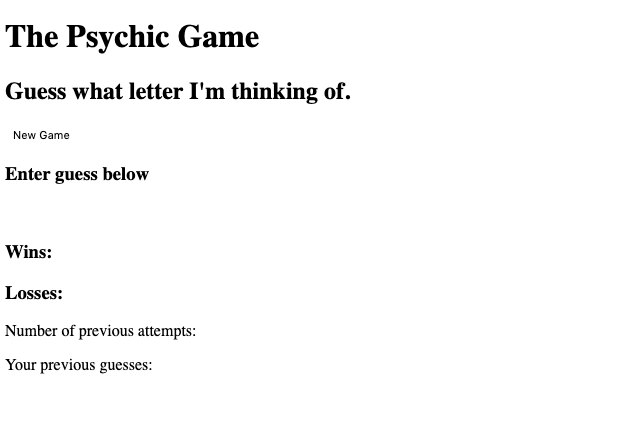 The Psychic Game
Guess what letter I'm thinking of.
New Game
Enter guess below
Wins:
Losses:
Number of previous attempts:
Your previous guesses: